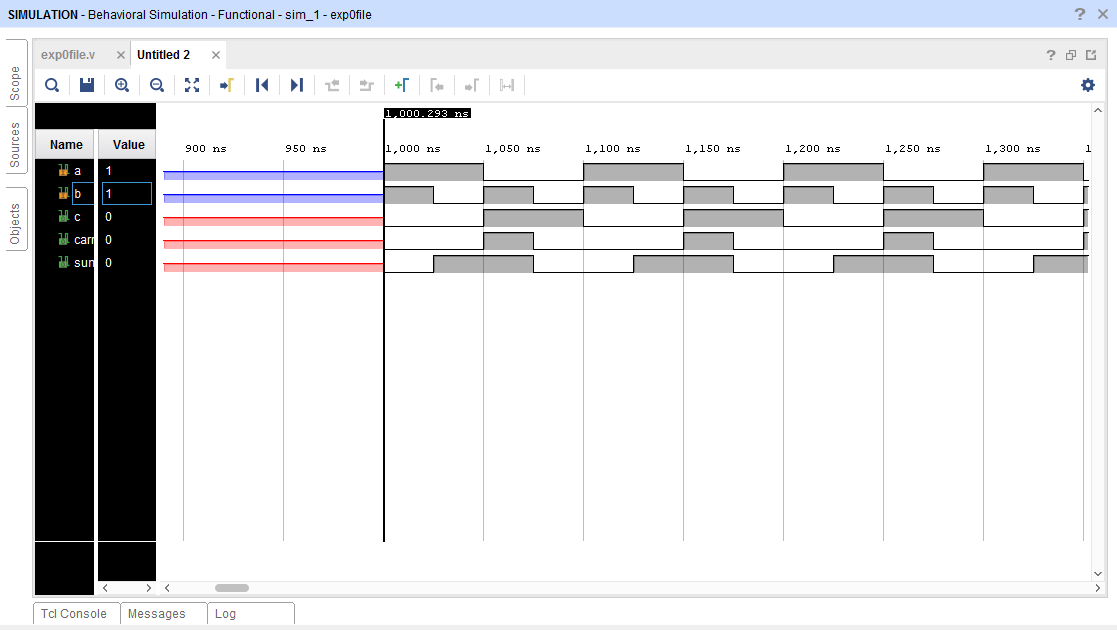 SIMULATION - Behavioral Simulation - Functional - sim_1 - exp0file
? ×
Scope
Sources
Objects
exp0file.v × Untitled 2 ×
?
Name Value
1,000.293 ns
900 ns 950 ns 1,000 ns 1,050 ns 1,100 ns 1,150 ns 1,200 ns 1,250 ns 1,300 ns 1
a 1
b 1
c 0
carr 0
sum 0
Tcl Console Messages Log